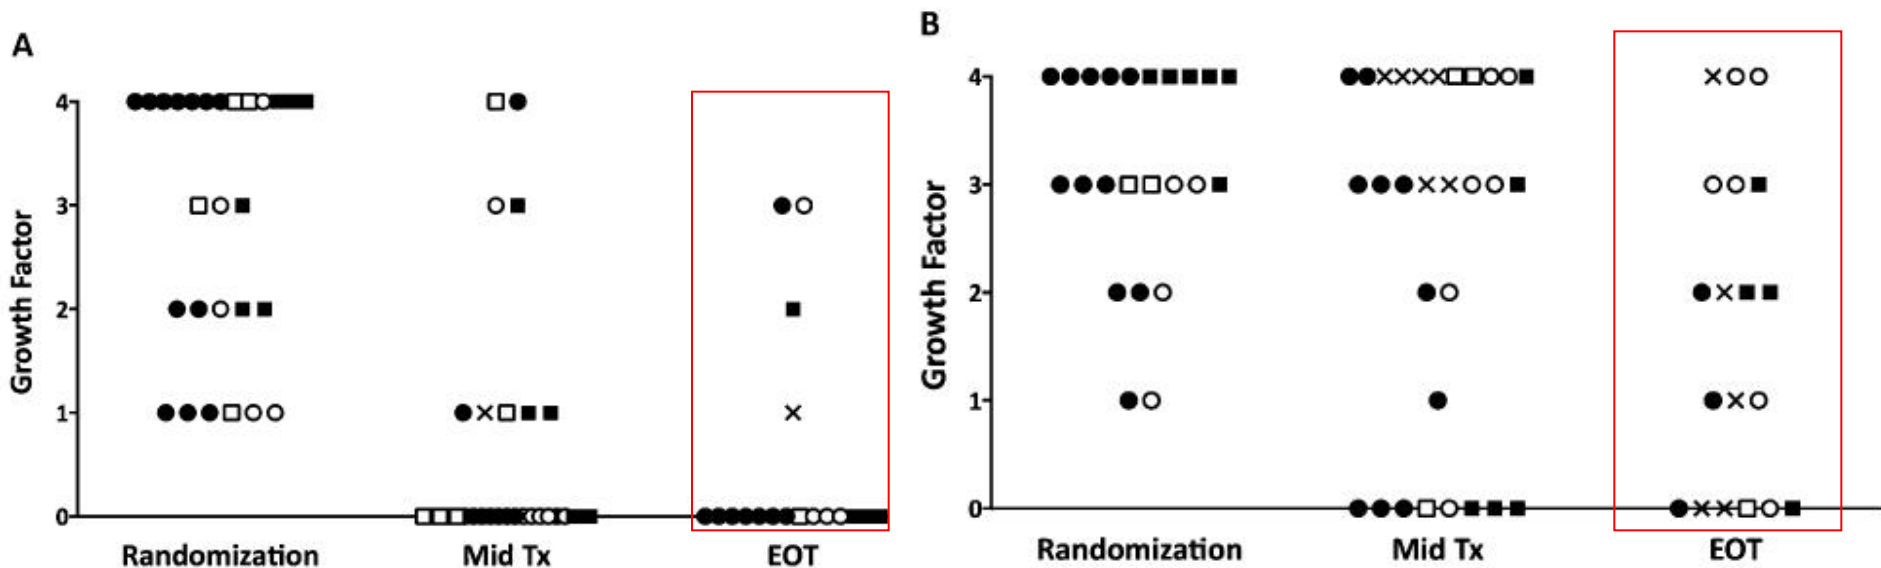 A
Growth Factor
4
3
2
1
0
Randomization
Mid Tx
EOT
B
Growth Factor
4
3
2
1
0
Randomization
Mid Tx
EOT